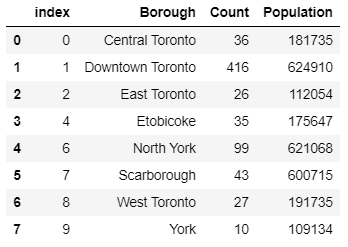 index Borough Count Population
0 0 Central Toronto 36 181735
1 1 Downtown Toronto 416 624910
2 2 East Toronto 26 112054
3 4 Etobicoke 35 175647
4 6 North York 99 621068
5 7 Scarborough 43 600715
6 8 West Toronto 27 191735
7 9 York 10 109134